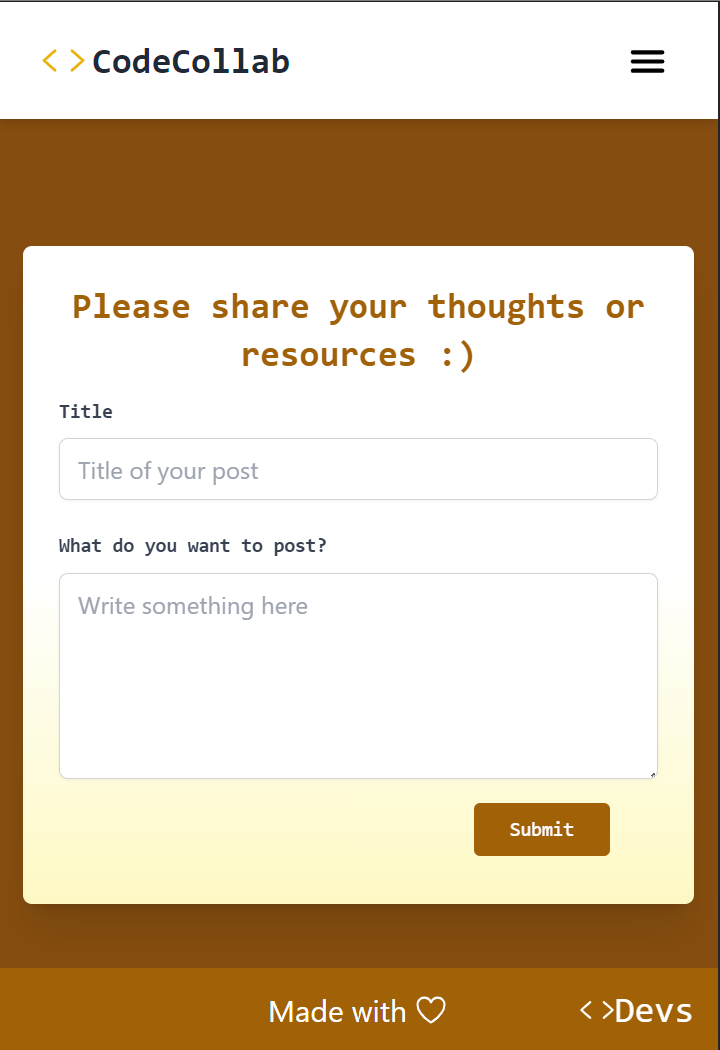 < > CodeCollab
Please share your thoughts or
resources :)
Title
Title of your post
What do you want to post?
Write something here
Submit
Made with ♡
< >Devs